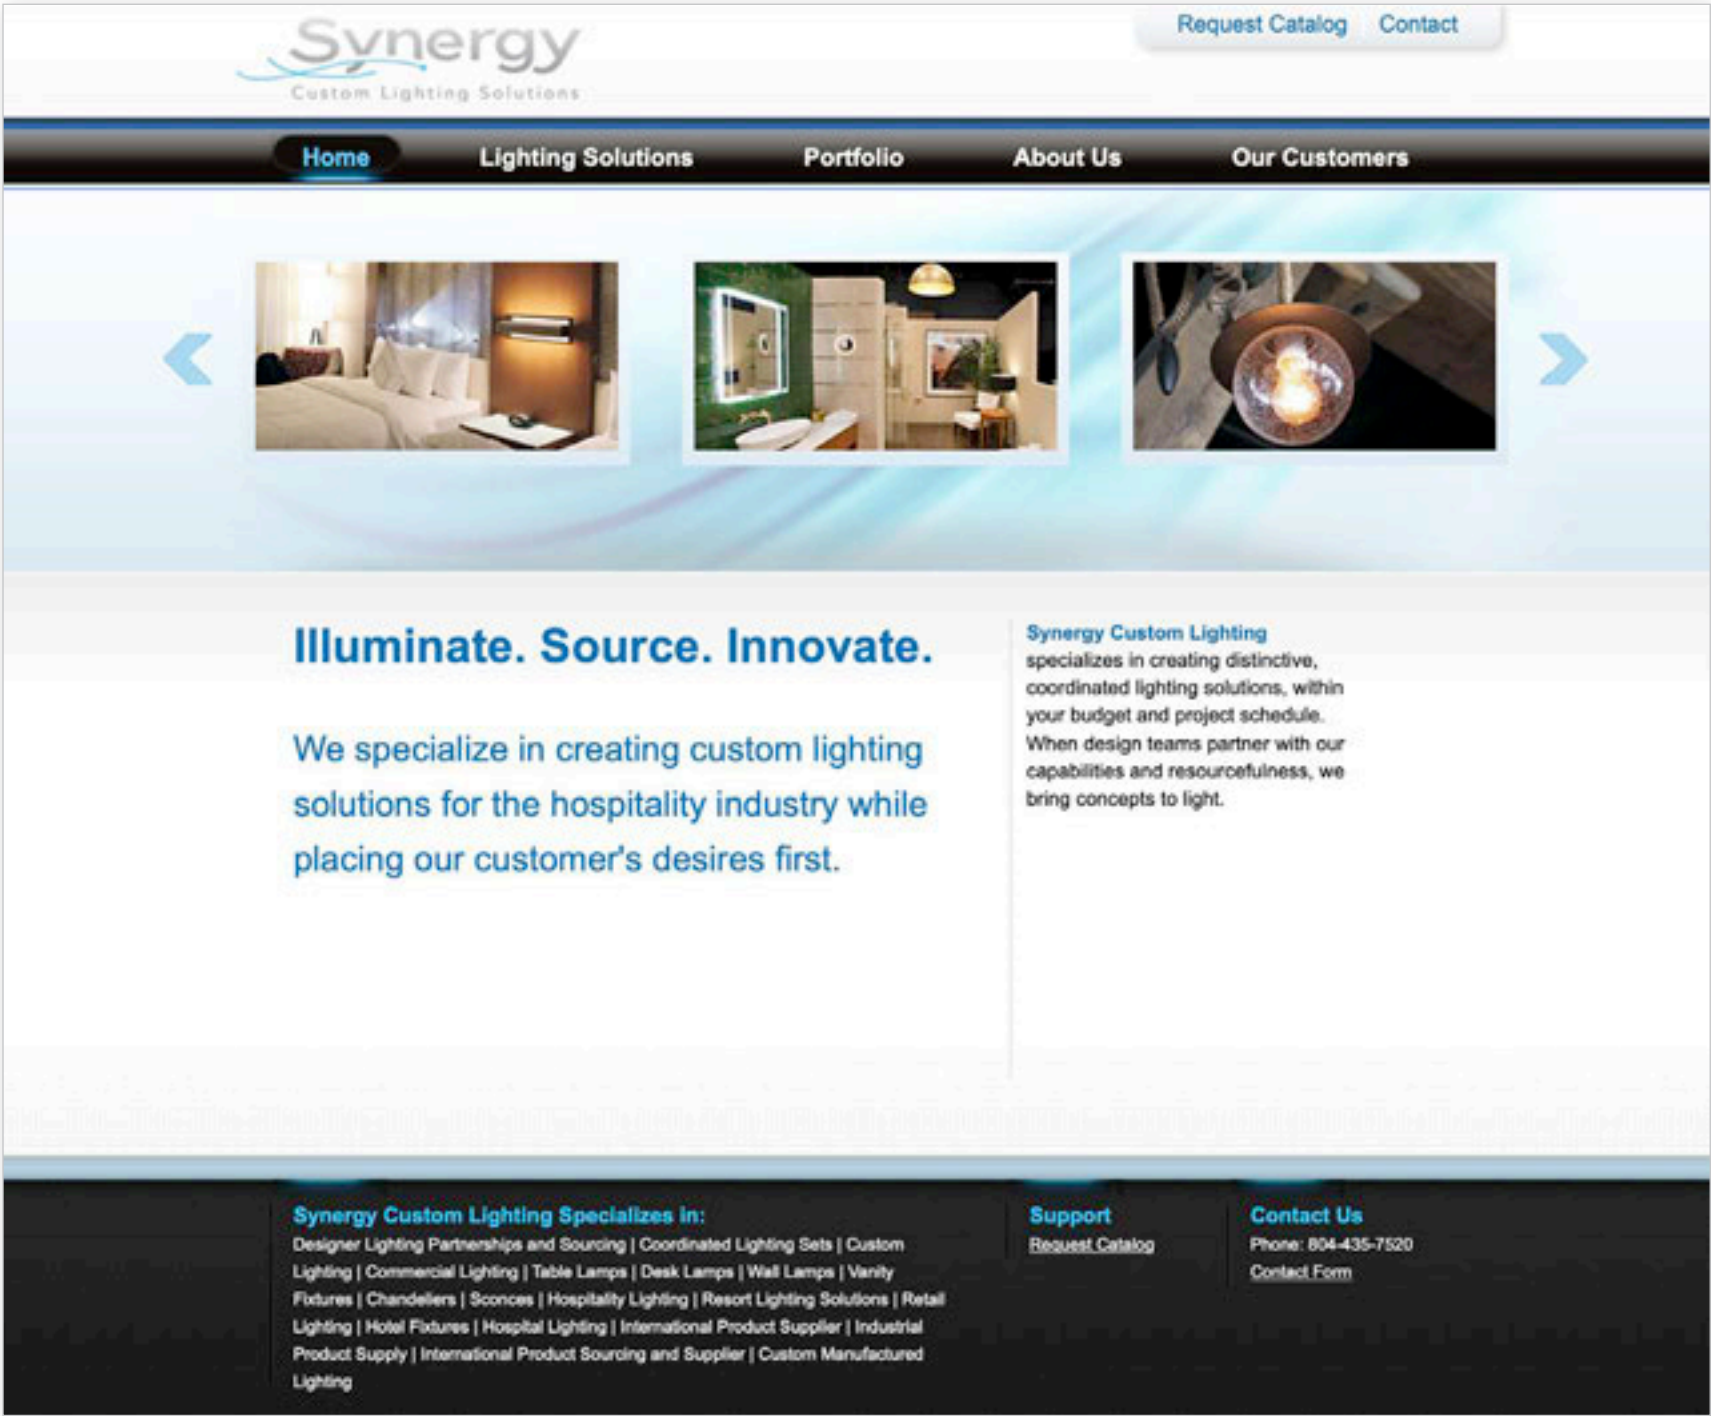 Synergy
Custom Lighting Solutions
Request Catalog Contact
Home Lighting Solutions Portfolio About Us Our Customers
Illuminate. Source. Innovate.
We specialize in creating custom lighting
solutions for the hospitality industry while
placing our customer's desires first.
Synergy Custom Lighting
specializes in creating distinctive,
coordinated lighting solutions, within
your budget and project schedule.
When design teams partner with our
capabilities and resourcefulness, we
bring concepts to light.
Synergy Custom Lighting Specializes in:
Designer Lighting Partnerships and Sourcing | Coordinated Lighting Sets | Custom
Lighting | Commercial Lighting | Table Lamps | Desk Lamps | Wall Lamps | Vanity
Fixtures | Chandeliers | Sconces | Hospitality Lighting | Resort Lighting Solutions | Retail
Lighting | Hotel Fixtures | Hospital Lighting | International Product Supplier | Industrial
Product Supply | International Product Sourcing and Supplier | Custom Manufactured
Lighting
Support
Request Catalog
Contact Us
Phone: 804-435-7520
Contact Form